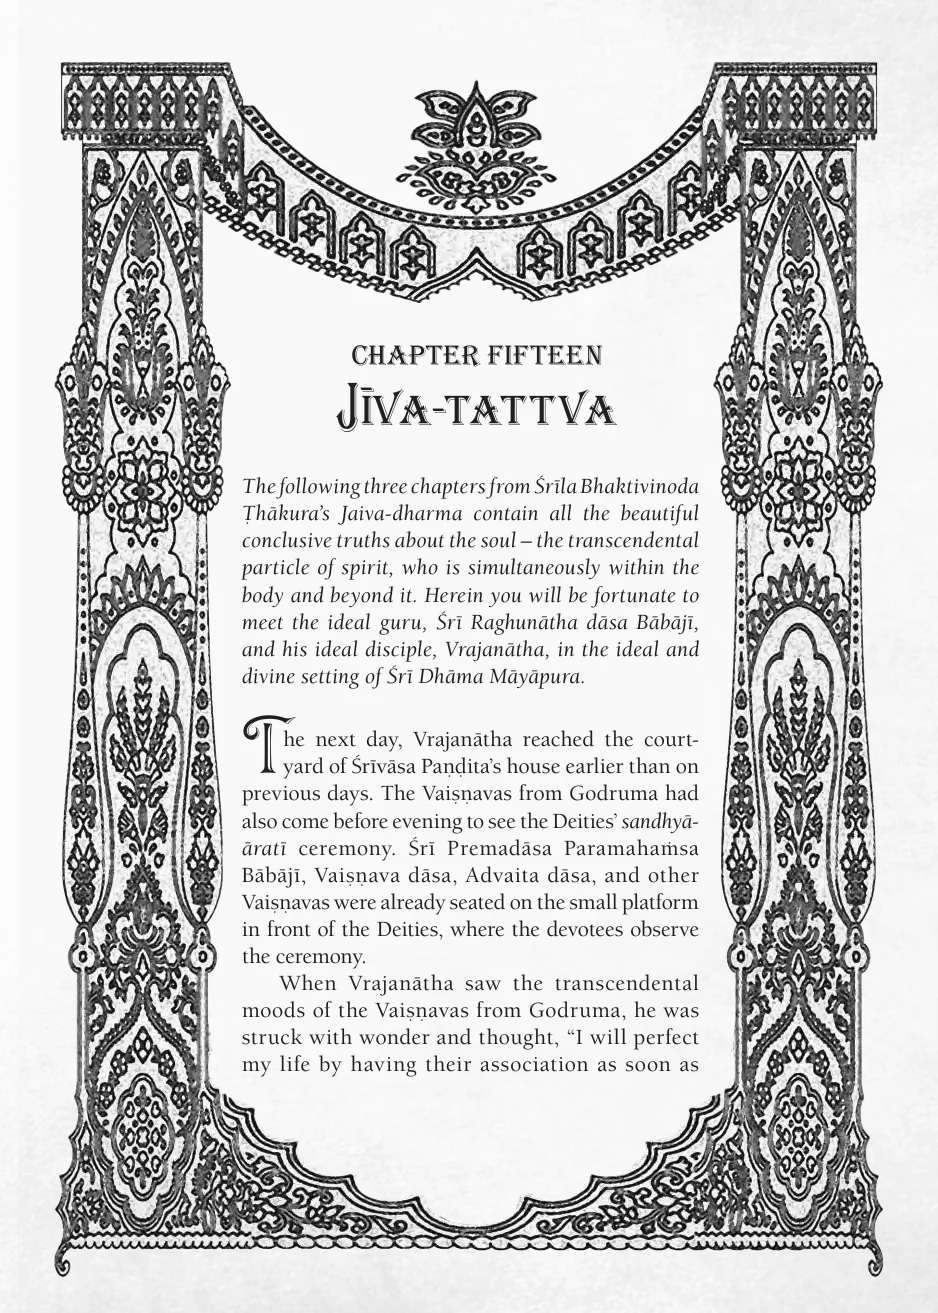 CHAPTER FIFTEEN
JĪVA-TATTVA
The following three chapters from Śrīla Bhaktivinoda
Ṭhākura’s Jaiva-dharma contain all the beautiful
conclusive truths about the soul – the transcendental
particle of spirit, who is simultaneously within the
body and beyond it. Herein you will be fortunate to
meet the ideal guru, Śrī Raghunātha dāsa Bābājī,
and his ideal disciple, Vrajanātha, in the ideal and
divine setting of Śrī Dhāma Māyāpura.
The next day, Vrajanātha reached the court-
yard of Śrīvāsa Paṇḍita’s house earlier than on
previous days. The Vaiṣṇavas from Godruma had
also come before evening to see the Deities’ sandhyā-
āratī ceremony. Śrī Premadāsa Paramahaṁsa
Bābājī, Vaiṣṇava dāsa, Advaita dāsa, and other
Vaiṣṇavas were already seated on the small platform
in front of the Deities, where the devotees observe
the ceremony.
When Vrajanātha saw the transcendental
moods of the Vaiṣṇavas from Godruma, he was
struck with wonder and thought, “I will perfect
my life by having their association as soon as